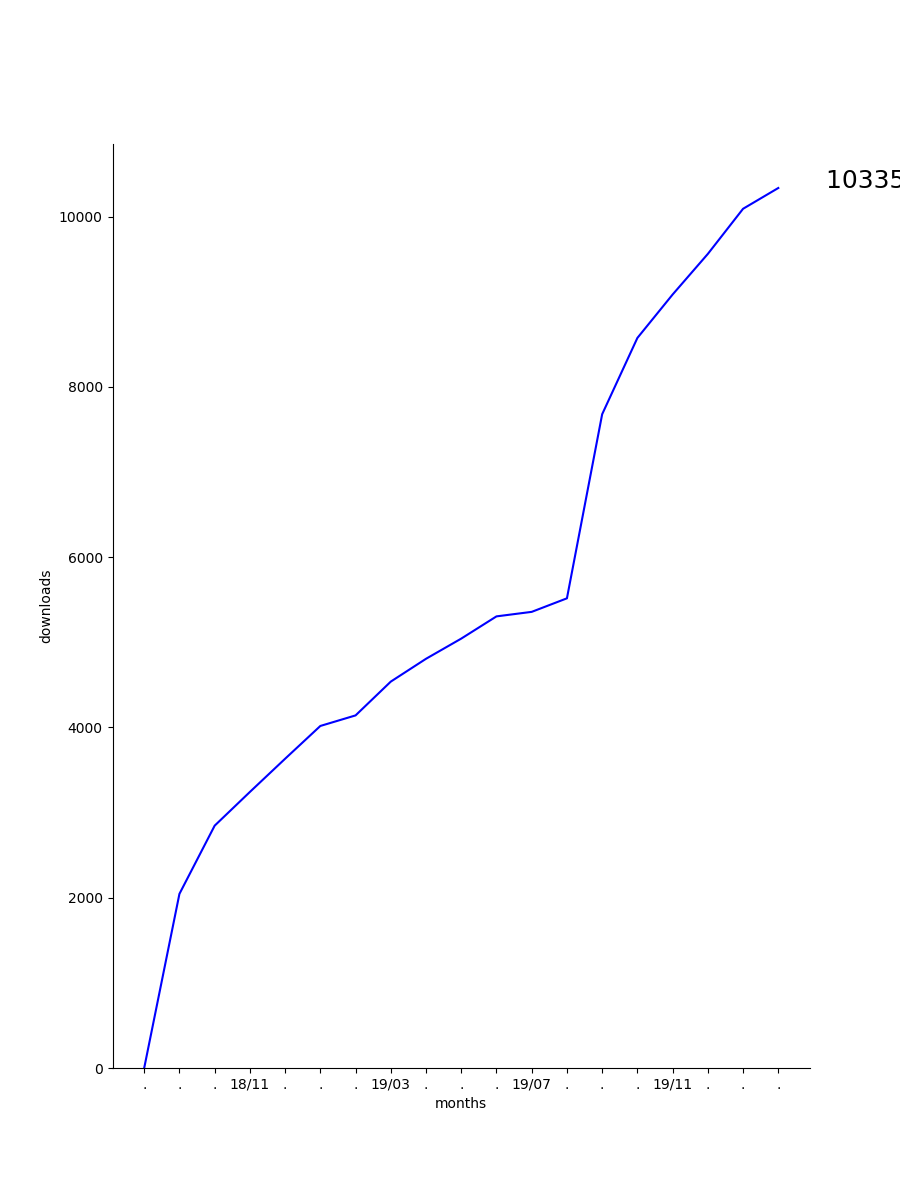 10335
10000
8000
6000
downloads
4000
2000
0
. . . 18/11 . . . 19/03 . . . 19/07 . . . 19/11 . . .
months